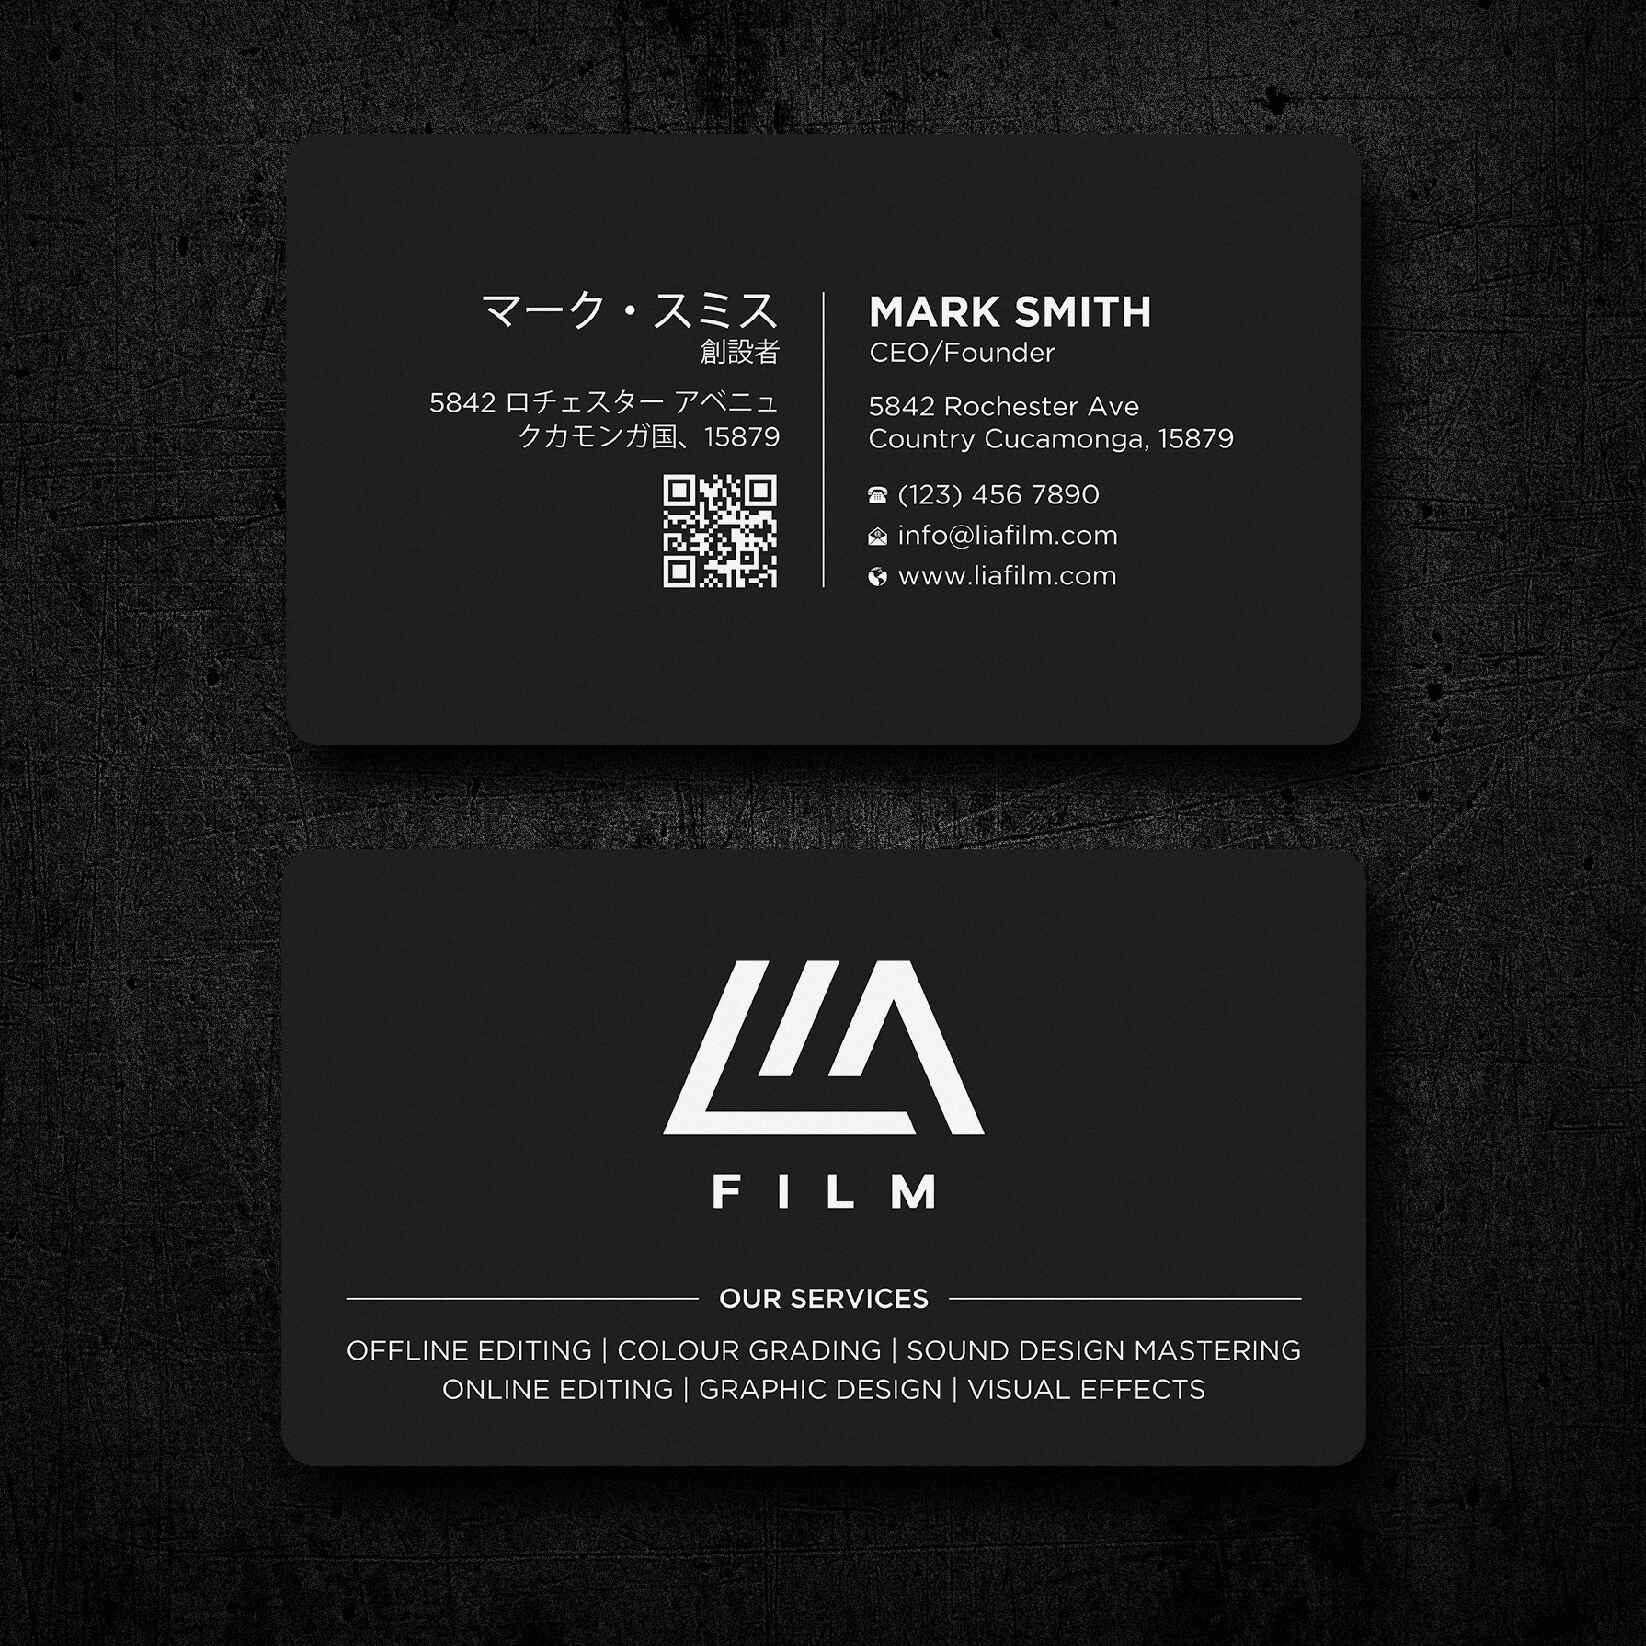 マーク・スミス
創設者
5842 ロチェスター アベニュ
クカモンガ国、15879
MARK SMITH
CEO/Founder
5842 Rochester Ave
Country Cucamonga, 15879
(123) 456 7890
info@liafilm.com
www.liafilm.com
LIA
FILM
OUR SERVICES
OFFLINE EDITING | COLOUR GRADING | SOUND DESIGN MASTERING
ONLINE EDITING | GRAPHIC DESIGN | VISUAL EFFECTS